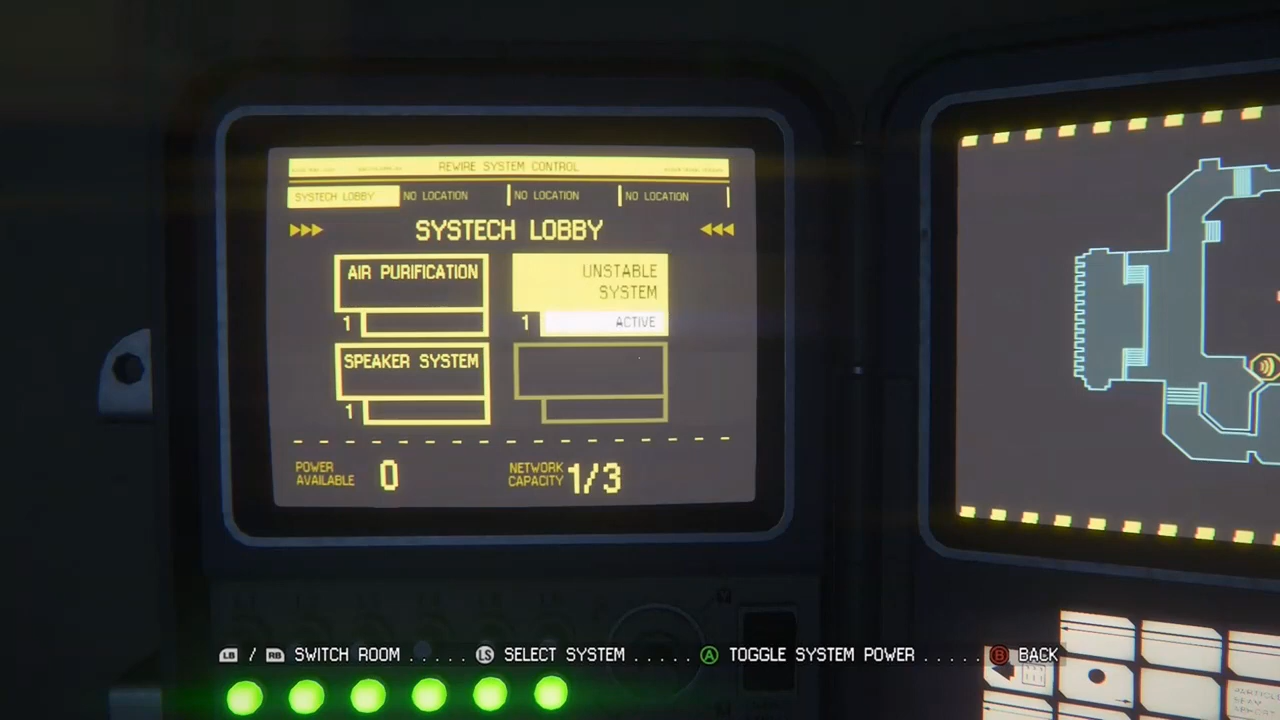 REWIRE SYSTEM CONTROL
SYSTECH LOBBY NO LOCATION NO LOCATION NO LOCATION
SYSTECH LOBBY
AIR PURIFICATION
1
UNSTABLE
SYSTEM
1 ACTIVE
SPEAKER SYSTEM
1
POWER
AVAILABLE 0
NETWORK
CAPACITY 1/3
LB / RB SWITCH ROOM ..... LS SELECT SYSTEM ..... A TOGGLE SYSTEM POWER ..... B BACK